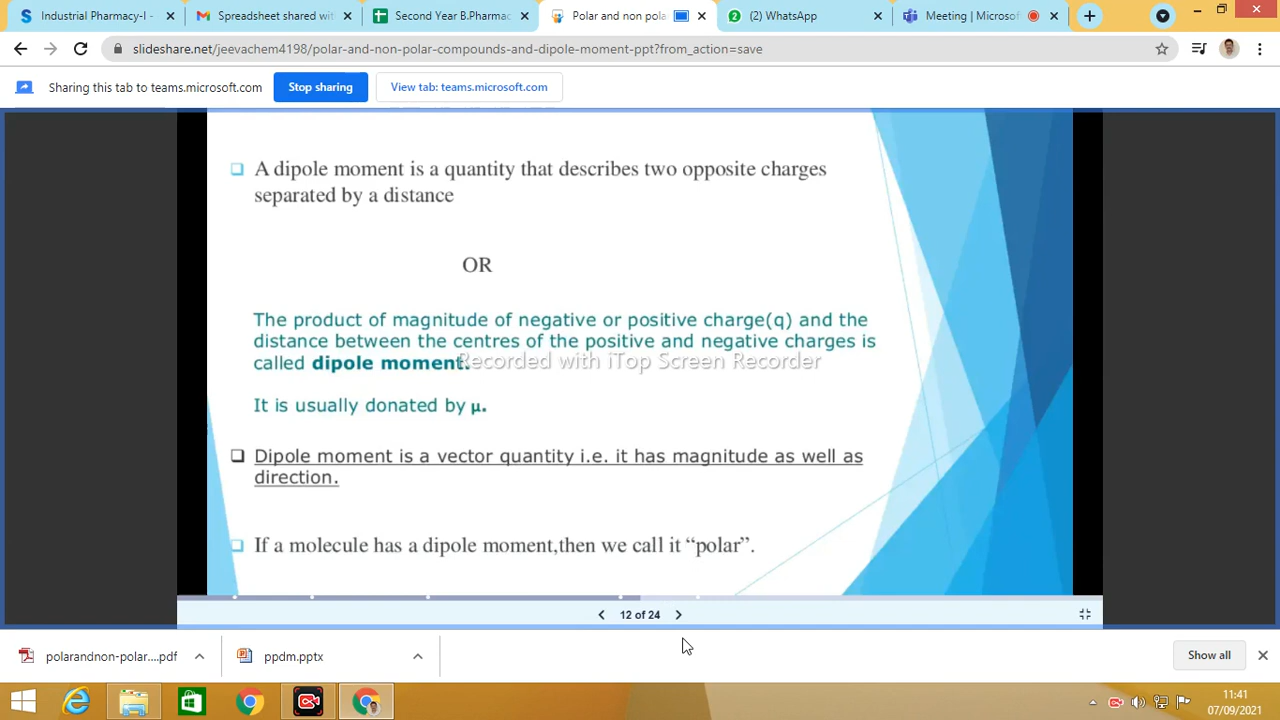 Industrial Pharmacy-I -
Spreadsheet shared wit
Second Year B.Pharmac
Polar and non pola
(2) WhatsApp
Meeting | Microsof
slideshare.net/jeevachem4198/polar-and-non-polar-compounds-and-dipole-moment-ppt?from_action=save
Sharing this tab to teams.microsoft.com
Stop sharing
View tab: teams.microsoft.com
A dipole moment is a quantity that describes two opposite charges
separated by a distance
OR
The product of magnitude of negative or positive charge(q) and the
distance between the centres of the positive and negative charges is
called dipole moment.
Recorded with iTop Screen Recorder
It is usually donated by μ.
Dipole moment is a vector quantity i.e. it has magnitude as well as
direction.
If a molecule has a dipole moment,then we call it “polar”.
12 of 24
polarandnon-polar....pdf
ppdm.pptx
Show all
11:41
07/09/2021